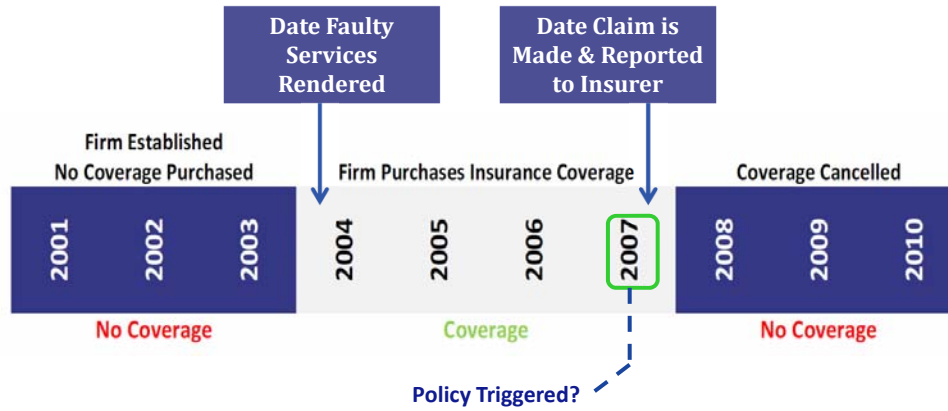 Date Faulty
Services
Rendered
Date Claim is
Made & Reported
to Insurer
Firm Established
No Coverage Purchased
Firm Purchases Insurance Coverage
Coverage Cancelled
2001
2002
2003
2004
2005
2006
2007
2008
2009
2010
No Coverage
Coverage
No Coverage
Policy Triggered?